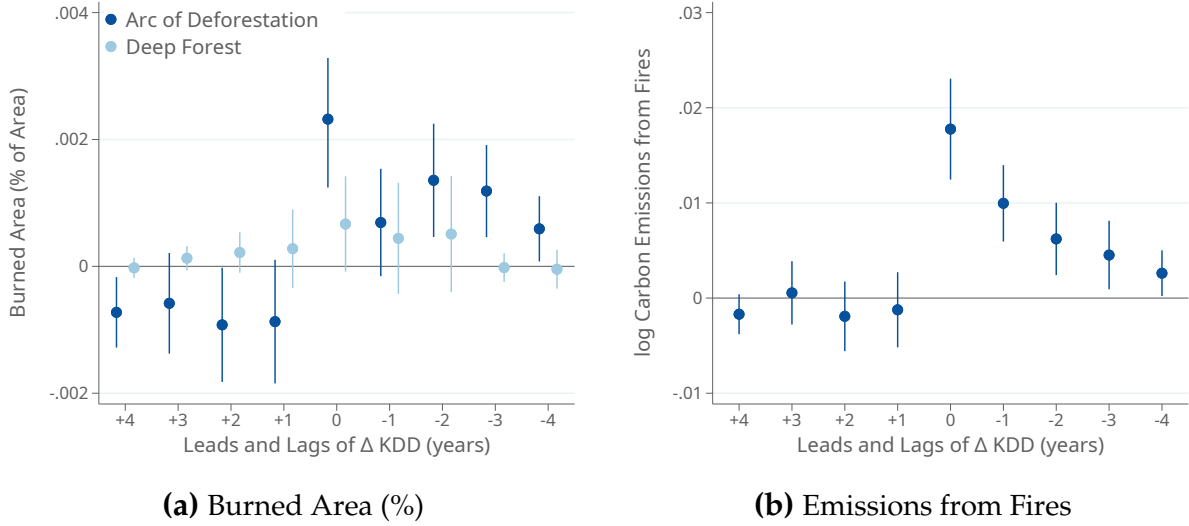 Arc of Deforestation
Deep Forest
Burned Area (% of Area)
.004
.002
0
-.002
+4 +3 +2 +1 0 -1 -2 -3 -4
Leads and Lags of Δ KDD (years)
(a) Burned Area (%)
log Carbon Emissions from Fires
.03
.02
.01
0
-.01
+4 +3 +2 +1 0 -1 -2 -3 -4
Leads and Lags of Δ KDD (years)
(b) Emissions from Fires